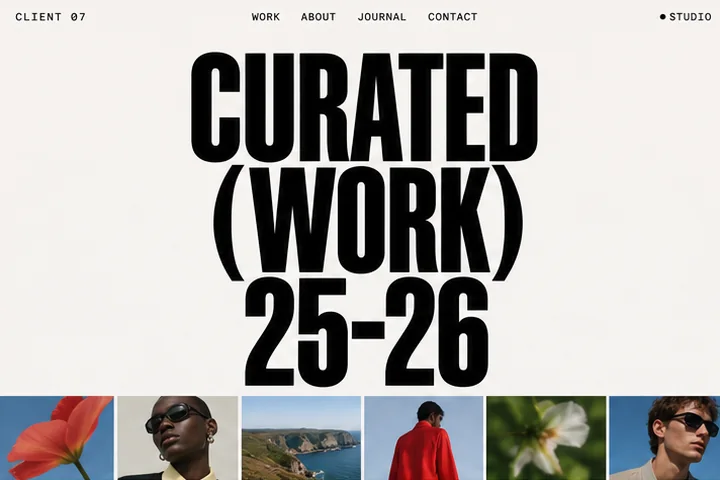 CLIENT 07
WORK ABOUT JOURNAL CONTACT
STUDIO
CURATED
(WORK)
25-26